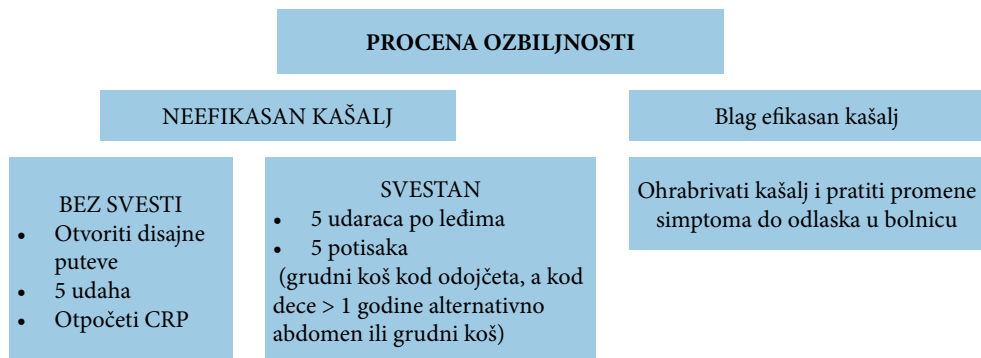 PROCENA OZBILJNOSTI
NEEFIKASAN KAŠALJ
Blag efikasan kašalj
BEZ SVESTI
• Otvoriti disajne
puteve
• 5 udaha
• Otpočeti CRP
SVESTAN
• 5 udaraca po leđima
• 5 potisaka
(grudni koš kod odojčeta, a kod
dece > 1 godine alternativno
abdomen ili grudni koš)
Ohrabrivati kašalj i pratiti promene
simptoma do odlaska u bolnicu